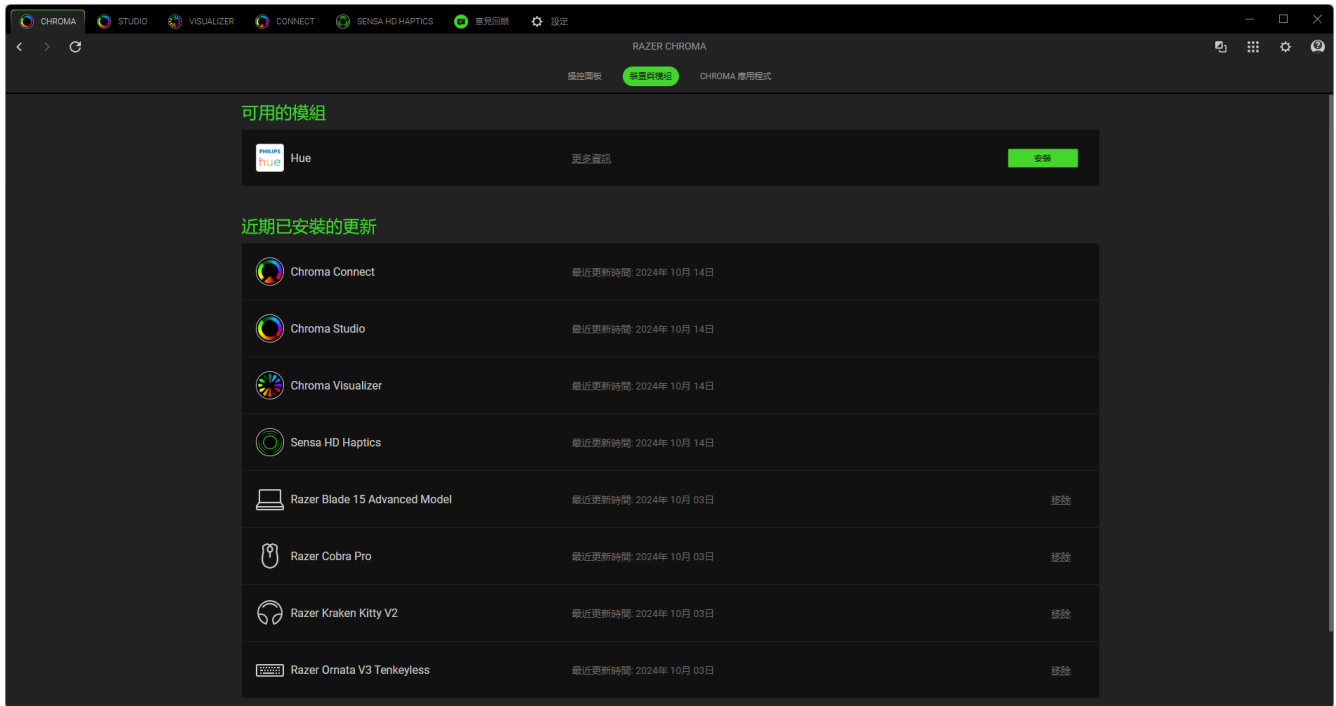 CHROMA STUDIO VISUALIZER CONNECT SENSA HD HAPTICS 意見回饋 設定
RAZER CHROMA
操控面板 裝置與模組 CHROMA 應用程式
可用的模組
PHILIPS
hue Hue 更多資訊 安裝
近期已安裝的更新
Chroma Connect 最近更新時間: 2024年 10月 14日
Chroma Studio 最近更新時間: 2024年 10月 14日
Chroma Visualizer 最近更新時間: 2024年 10月 14日
Sensa HD Haptics 最近更新時間: 2024年 10月 14日
Razer Blade 15 Advanced Model 最近更新時間: 2024年 10月 03日 移除
Razer Cobra Pro 最近更新時間: 2024年 10月 03日 移除
Razer Kraken Kitty V2 最近更新時間: 2024年 10月 03日 移除
Razer Ornata V3 Tenkeyless 最近更新時間: 2024年 10月 03日 移除